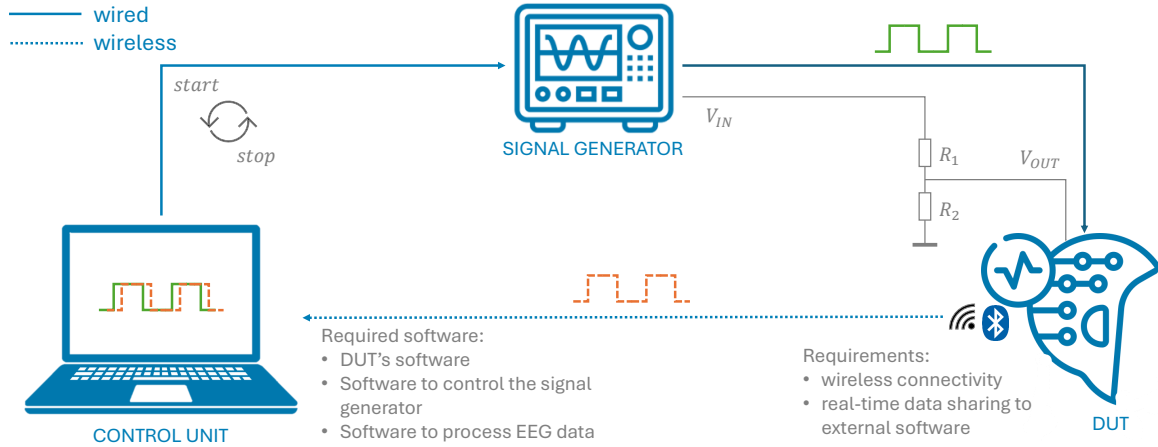 wired
wireless
start
stop
SIGNAL GENERATOR
V_IN
R_1
V_OUT
R_2
CONTROL UNIT
Required software:
• DUT's software
• Software to control the signal
generator
• Software to process EEG data
Requirements:
• wireless connectivity
• real-time data sharing to
external software
DUT